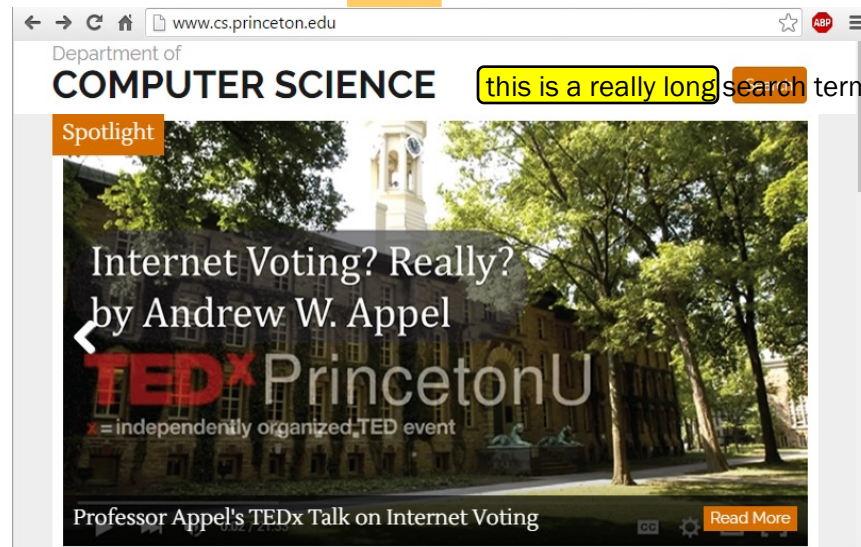 www.cs.princeton.edu
ABP
Department of
COMPUTER SCIENCE
this is a really long search term
Spotlight
Internet Voting? Really?
by Andrew W. Appel
TEDx PrincetonU
x=independently organized TED event
Professor Appel's TEDx Talk on Internet Voting
CC
Read More